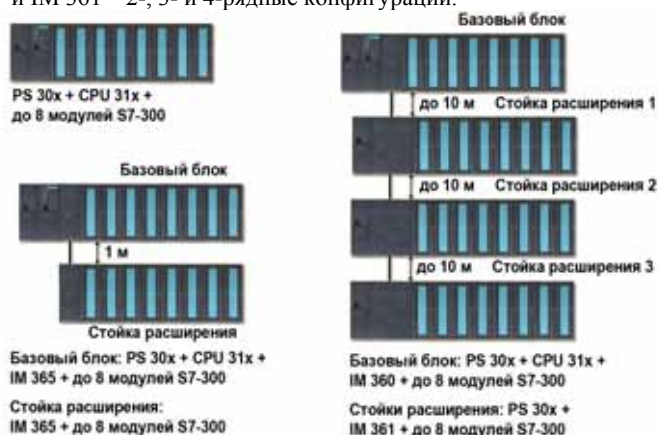 и IM 361 – 2-, 3- и 4-рядные конфигурации.
PS 30x + CPU 31x +
до 8 модулей S7-300
Базовый блок
1 м
Стойка расширения
Базовый блок: PS 30x + CPU 31x +
IM 365 + до 8 модулей S7-300
Стойка расширения:
IM 365 + до 8 модулей S7-300
Базовый блок
до 10 м Стойка расширения 1
до 10 м Стойка расширения 2
до 10 м Стойка расширения 3
Базовый блок: PS 30x + CPU 31x +
IM 360 + до 8 модулей S7-300
Стойки расширения: PS 30x +
IM 361 + до 8 модулей S7-300